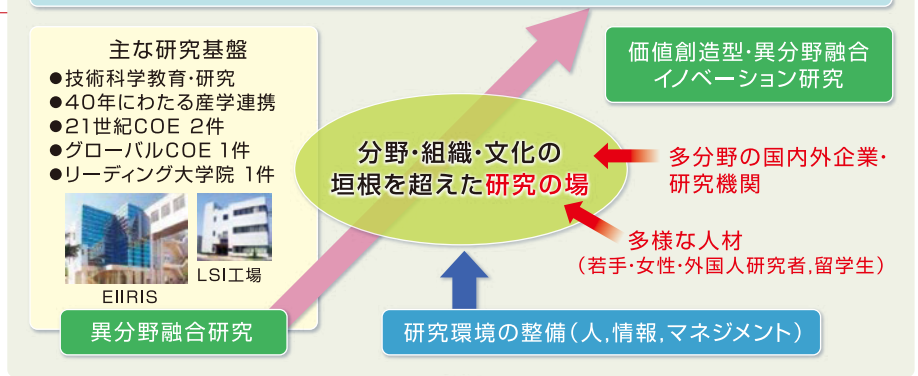 主な研究基盤
●技術科学教育・研究
●40年にわたる産学連携
●21世紀COE 2件
●グローバルCOE 1件
●リーディング大学院 1件
EIIRIS
LSI工場
異分野融合研究
価値創造型・異分野融合
イノベーション研究
分野・組織・文化の
垣根を超えた研究の場
多分野の国内外企業・
研究機関
多様な人材
（若手・女性・外国人研究者,留学生）
研究環境の整備（人,情報,マネジメント）